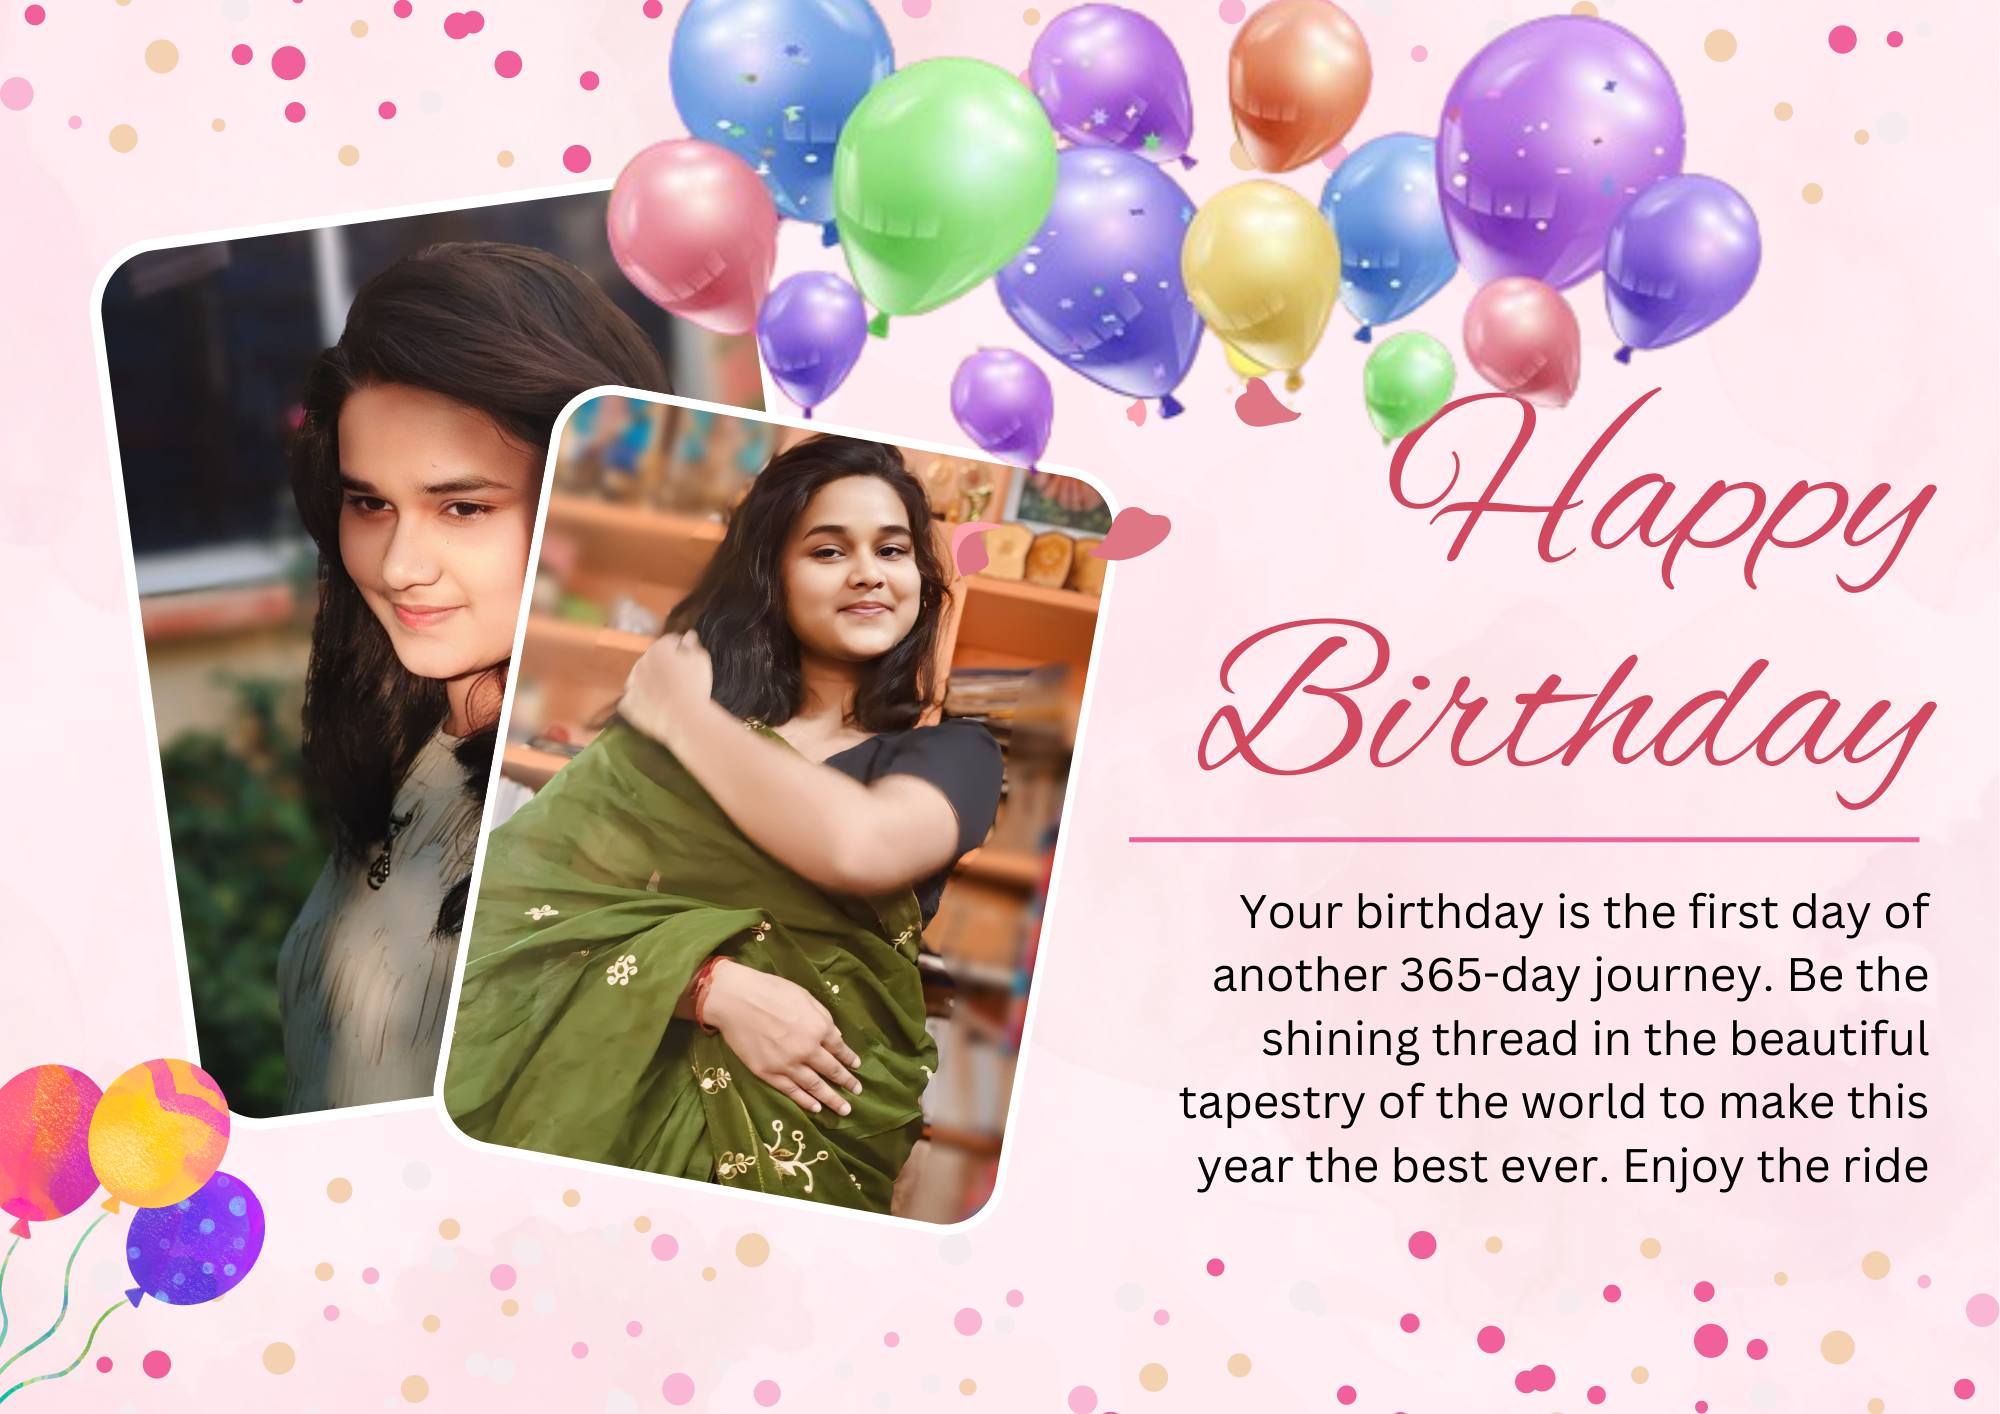 Happy
Birthday
Your birthday is the first day of
another 365-day journey. Be the
shining thread in the beautiful
tapestry of the world to make this
year the best ever. Enjoy the ride